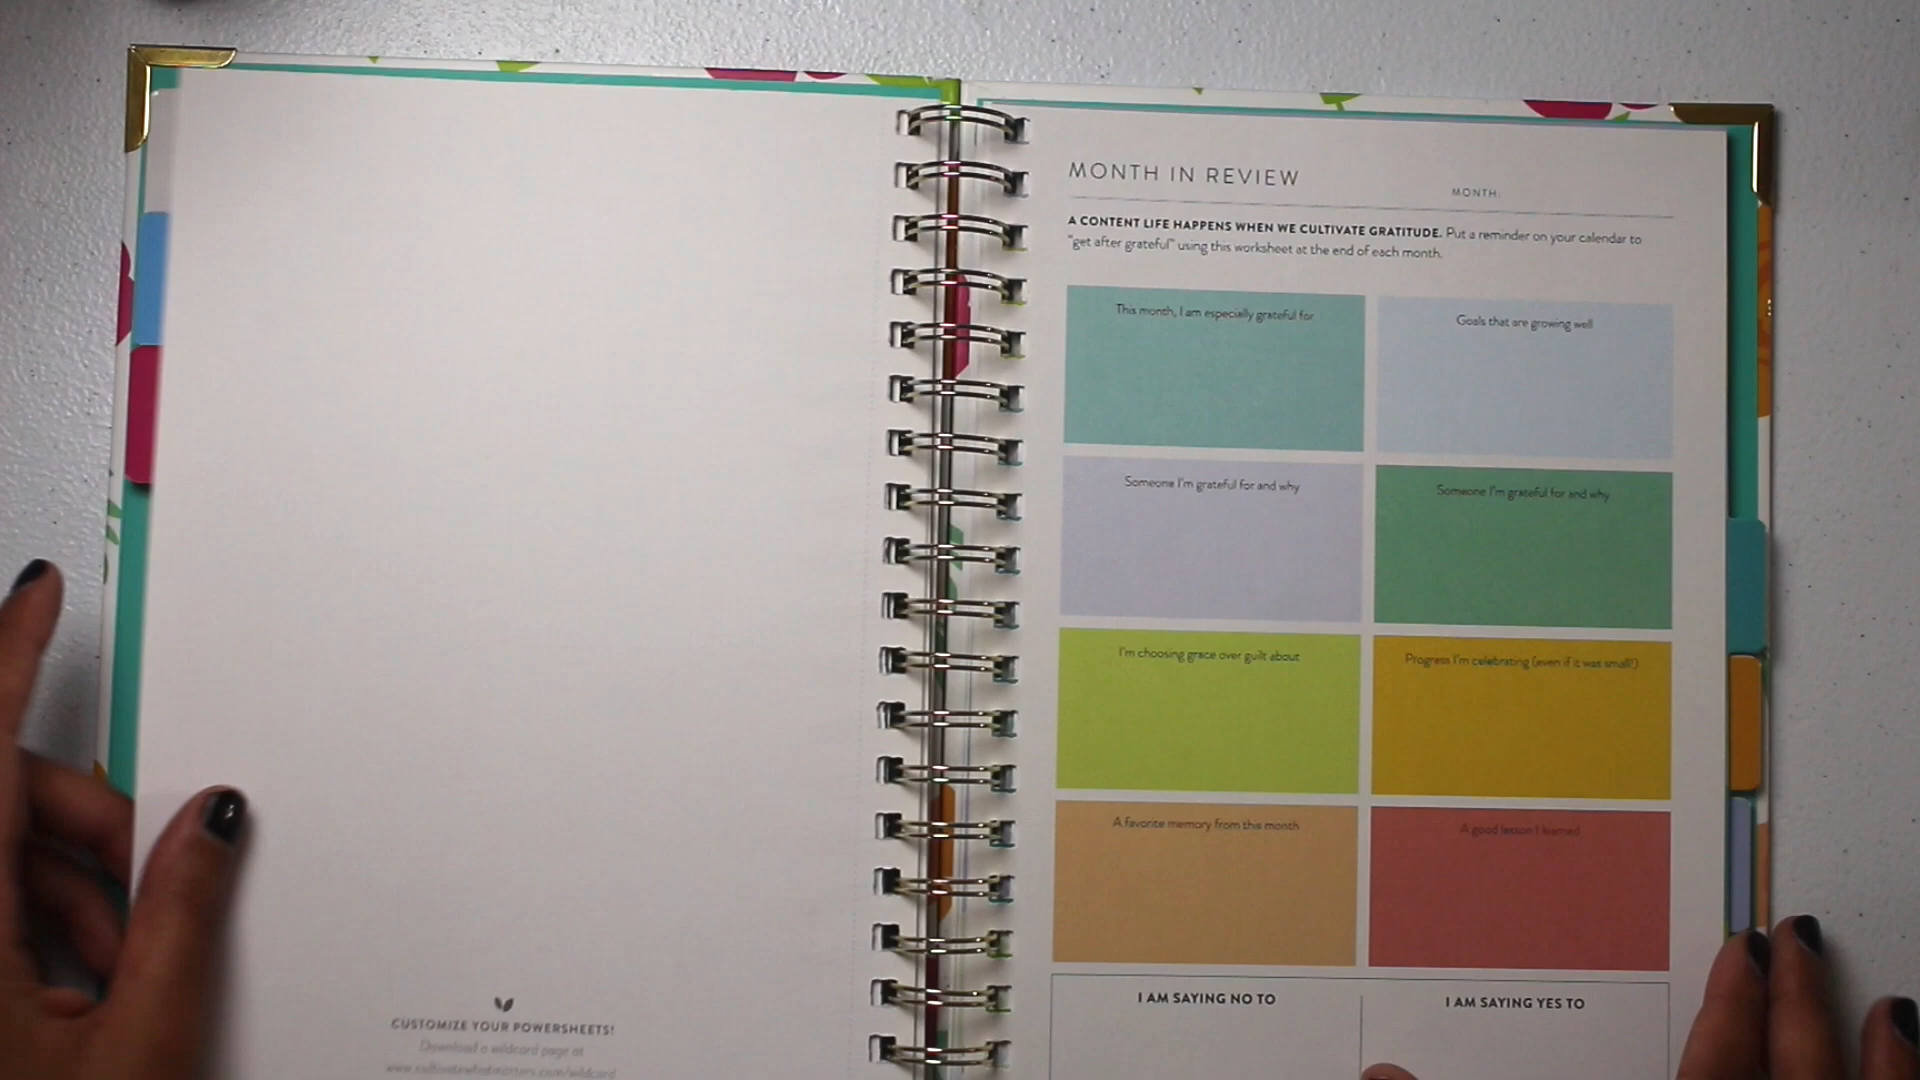 CUSTOMIZE YOUR POWERSHEETS!
Download a wildcard page at
www.cultivatewhatmatters.com/wildcard
MONTH IN REVIEW
MONTH:
A CONTENT LIFE HAPPENS WHEN WE CULTIVATE GRATITUDE. Put a reminder on your calendar to
"get after grateful" using this worksheet at the end of each month.
This month, I am especially grateful for
Goals that are growing well
Someone I'm grateful for and why
Someone I'm grateful for and why
I'm choosing grace over guilt about
Progress I'm celebrating (even if it was small!)
A favorite memory from this month
A good lesson I learned
I AM SAYING NO TO
I AM SAYING YES TO